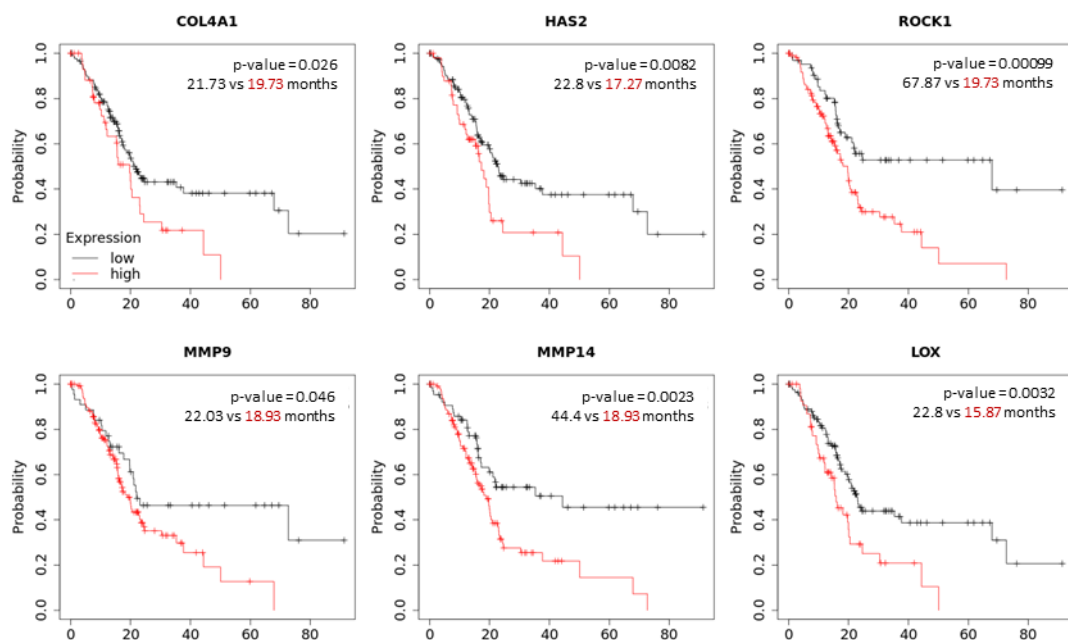 COL4A1
HAS2
ROCK1
p-value = 0.026
21.73 vs 19.73 months
p-value = 0.0082
22.8 vs 17.27 months
p-value = 0.00099
67.87 vs 19.73 months
Probability
0.0 0.2 0.4 0.6 0.8 1.0
Expression
low
high
0 20 40 60 80
Probability
0.0 0.2 0.4 0.6 0.8 1.0
0 20 40 60 80
Probability
0.0 0.2 0.4 0.6 0.8 1.0
0 20 40 60 80
MMP9
MMP14
LOX
p-value = 0.046
22.03 vs 18.93 months
p-value = 0.0023
44.4 vs 18.93 months
p-value = 0.0032
22.8 vs 15.87 months
Probability
0.0 0.2 0.4 0.6 0.8 1.0
0 20 40 60 80
Probability
0.0 0.2 0.4 0.6 0.8 1.0
0 20 40 60 80
Probability
0.0 0.2 0.4 0.6 0.8 1.0
0 20 40 60 80